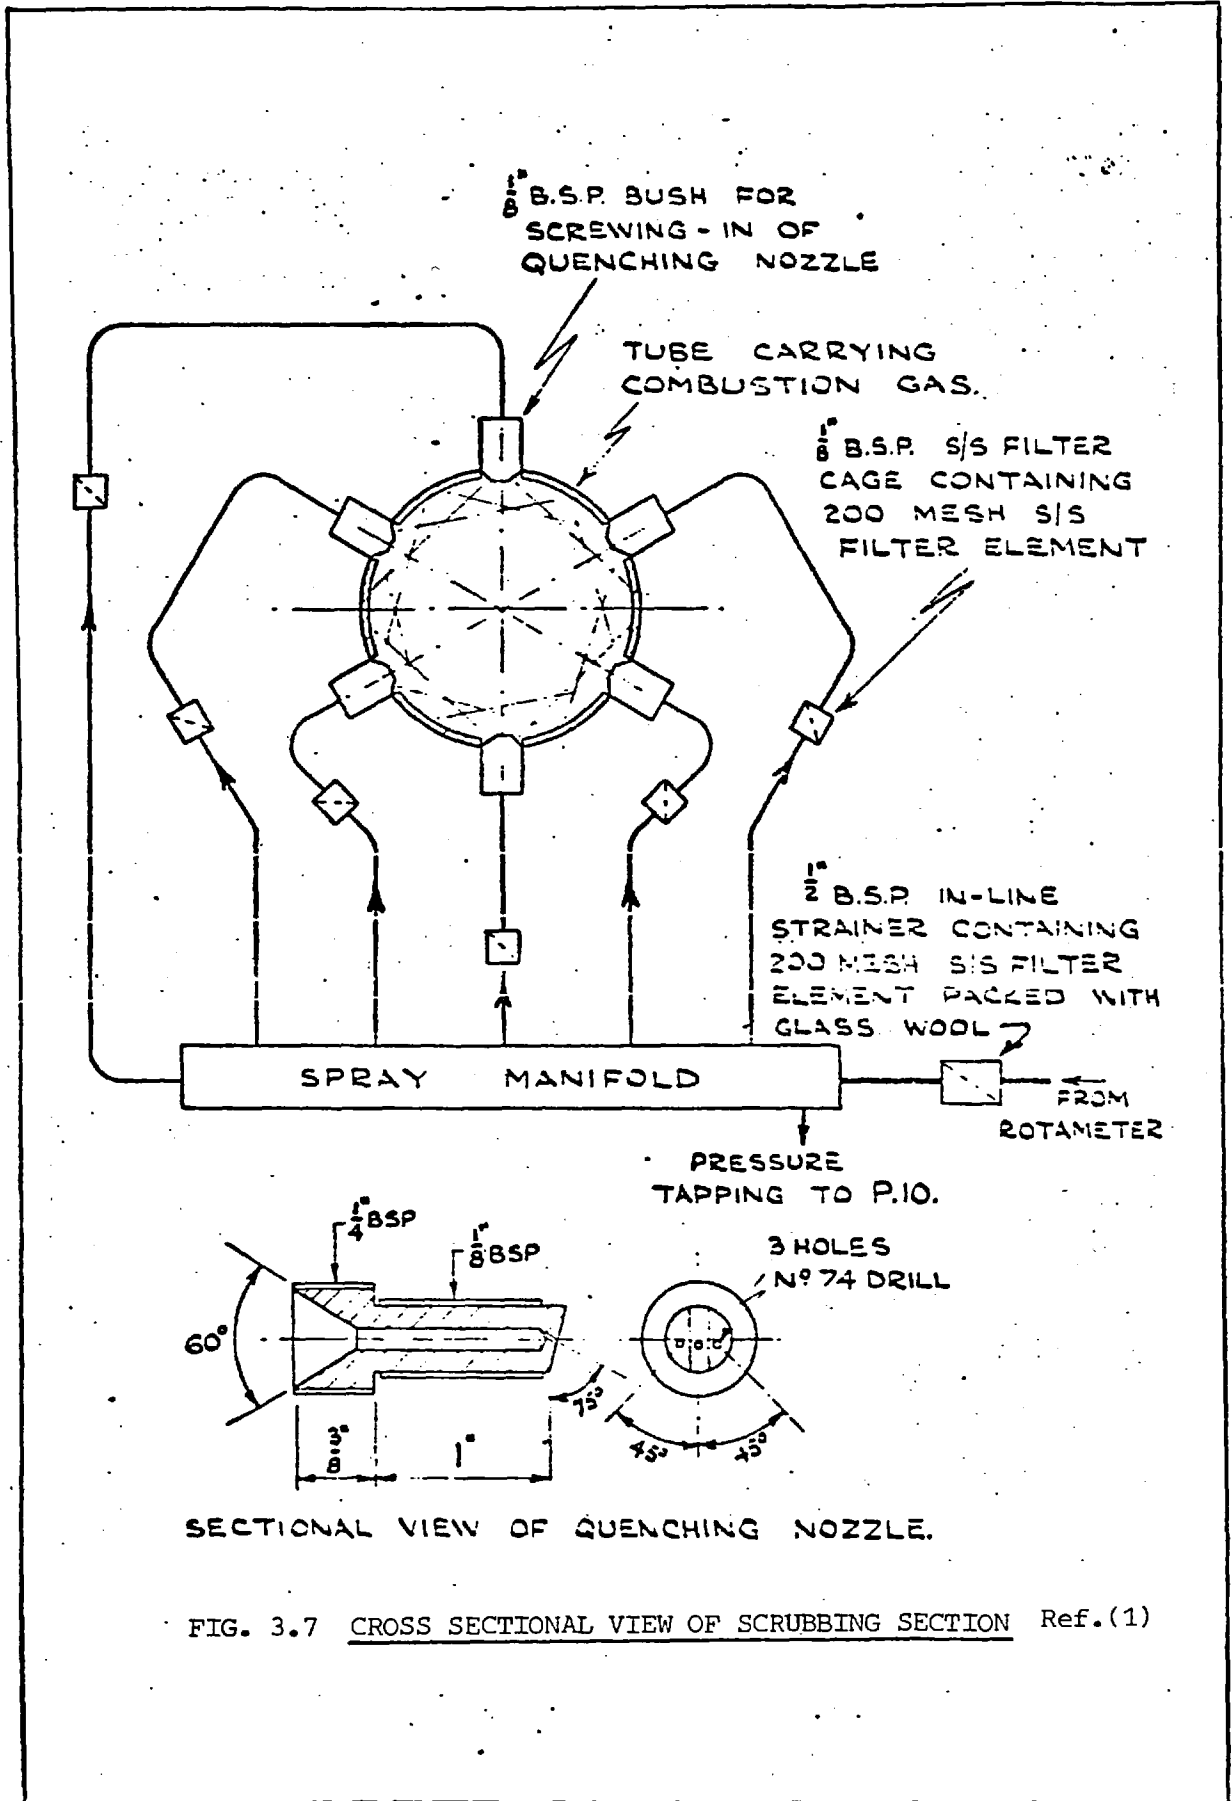 1/8" B.S.P. BUSH FOR
SCREWING-IN OF
QUENCHING NOZZLE
TUBE CARRYING
COMBUSTION GAS.
1/8" B.S.P. S/S FILTER
CAGE CONTAINING
200 MESH S/S
FILTER ELEMENT
1/2" B.S.P. IN-LINE
STRAINER CONTAINING
200 MESH S/S FILTER
ELEMENT PACKED WITH
GLASS WOOL
SPRAY MANIFOLD
FROM
ROTAMETER
PRESSURE
TAPPING TO P.10.
1/4" BSP
1/8" BSP
3 HOLES
Nº 74 DRILL
60°
75°
45°
45°
3/8"
1"
SECTIONAL VIEW OF QUENCHING NOZZLE.
FIG. 3.7 CROSS SECTIONAL VIEW OF SCRUBBING SECTION Ref.(1)